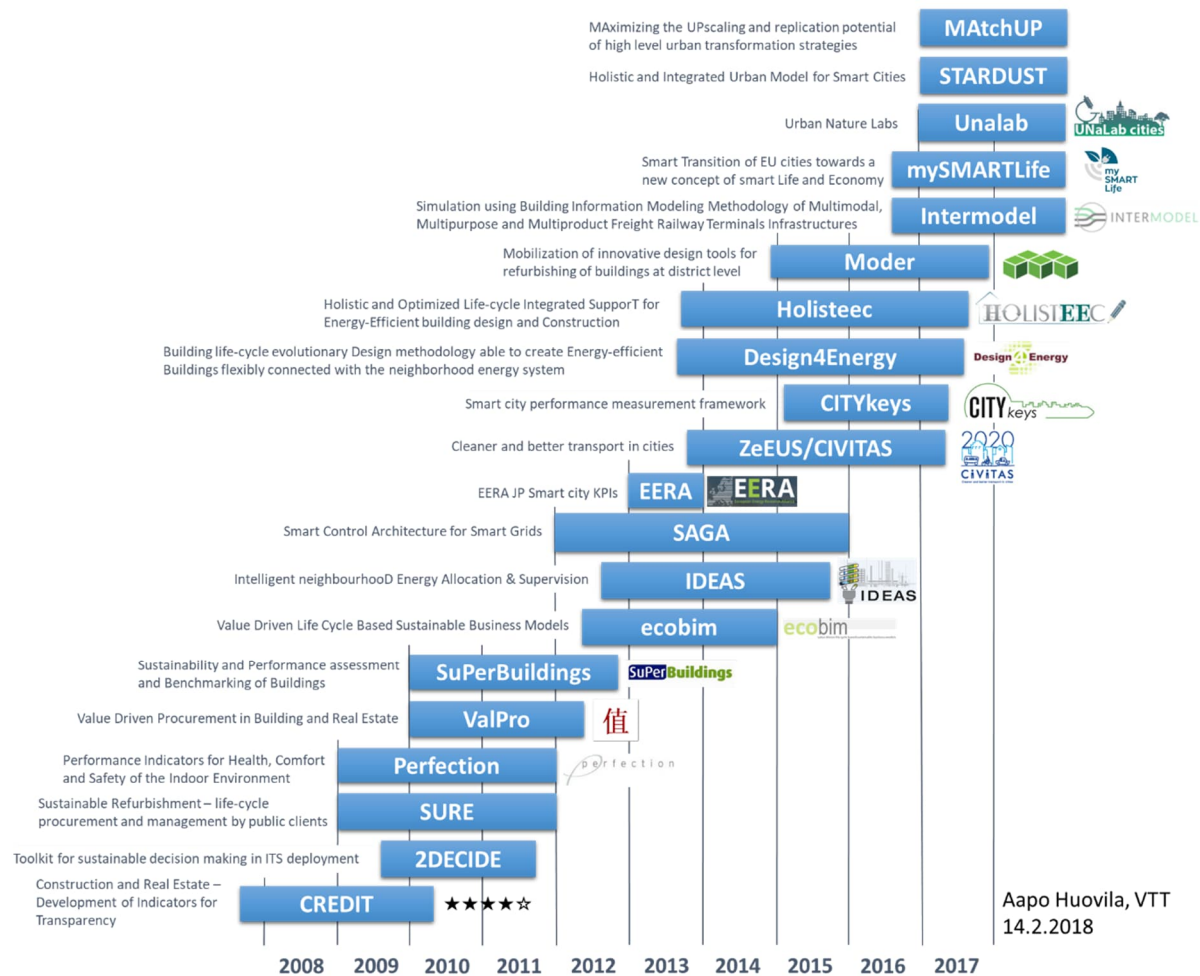 MAximizing the UPscaling and replication potential
of high level urban transformation strategies
MAtchUP
Holistic and Integrated Urban Model for Smart Cities
STARDUST
Urban Nature Labs
Unalab
UNaLab cities
Smart Transition of EU cities towards a
new concept of smart Life and Economy
mySMARTLife
my
SMART
Life
Simulation using Building Information Modeling Methodology of Multimodal,
Multipurpose and Multiproduct Freight Railway Terminals Infrastructures
Intermodel
INTERMODEL
Mobilization of innovative design tools for
refurbishing of buildings at district level
Moder
Holistic and Optimized Life-cycle Integrated SupporT for
Energy-Efficient building design and Construction
Holisteec
HOLISTEEC
Building life-cycle evolutionary Design methodology able to create Energy-efficient
Buildings flexibly connected with the neighborhood energy system
Design4Energy
Design4Energy
Smart city performance measurement framework
CITYkeys
CITY keys
Cleaner and better transport in cities
ZeEUS/CIVITAS
2020
CIVITAS
EERA JP Smart city KPIs
EERA
EERA
Smart Control Architecture for Smart Grids
SAGA
Intelligent neighbourhooD Energy Allocation & Supervision
IDEAS
IDEAS
Value Driven Life Cycle Based Sustainable Business Models
ecobim
ecobim
Sustainability and Performance assessment
and Benchmarking of Buildings
SuPerBuildings
SuPerBuildings
Value Driven Procurement in Building and Real Estate
ValPro
值
Performance Indicators for Health, Comfort
and Safety of the Indoor Environment
Perfection
perfection
Sustainable Refurbishment – life-cycle
procurement and management by public clients
SURE
Toolkit for sustainable decision making in ITS deployment
2DECIDE
Construction and Real Estate –
Development of Indicators for
Transparency
CREDIT
★★★★☆
Aapo Huovila, VTT
14.2.2018
2008 2009 2010 2011 2012 2013 2014 2015 2016 2017